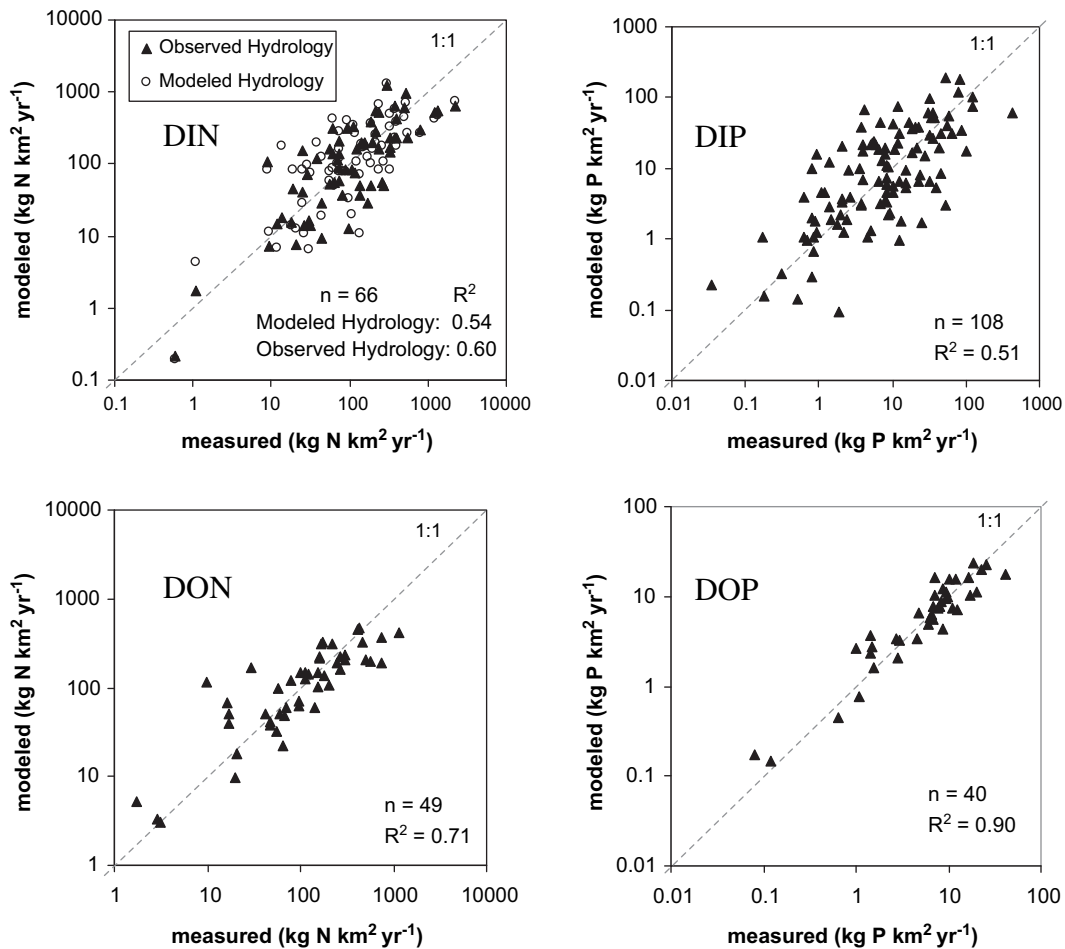 10000
1000
100
10
1
0.1
modeled (kg N km² yr⁻¹)
Observed Hydrology
Modeled Hydrology
1:1
DIN
n = 66 R²
Modeled Hydrology: 0.54
Observed Hydrology: 0.60
0.1 1 10 100 1000 10000
measured (kg N km² yr⁻¹)
1000
100
10
1
0.1
0.01
modeled (kg P km² yr⁻¹)
1:1
DIP
n = 108
R² = 0.51
0.01 0.1 1 10 100 1000
measured (kg P km² yr⁻¹)
10000
1000
100
10
1
modeled (kg N km² yr⁻¹)
1:1
DON
n = 49
R² = 0.71
1 10 100 1000 10000
measured (kg N km² yr⁻¹)
100
10
1
0.1
0.01
modeled (kg P km² yr⁻¹)
1:1
DOP
n = 40
R² = 0.90
0.01 0.1 1 10 100
measured (kg P km² yr⁻¹)